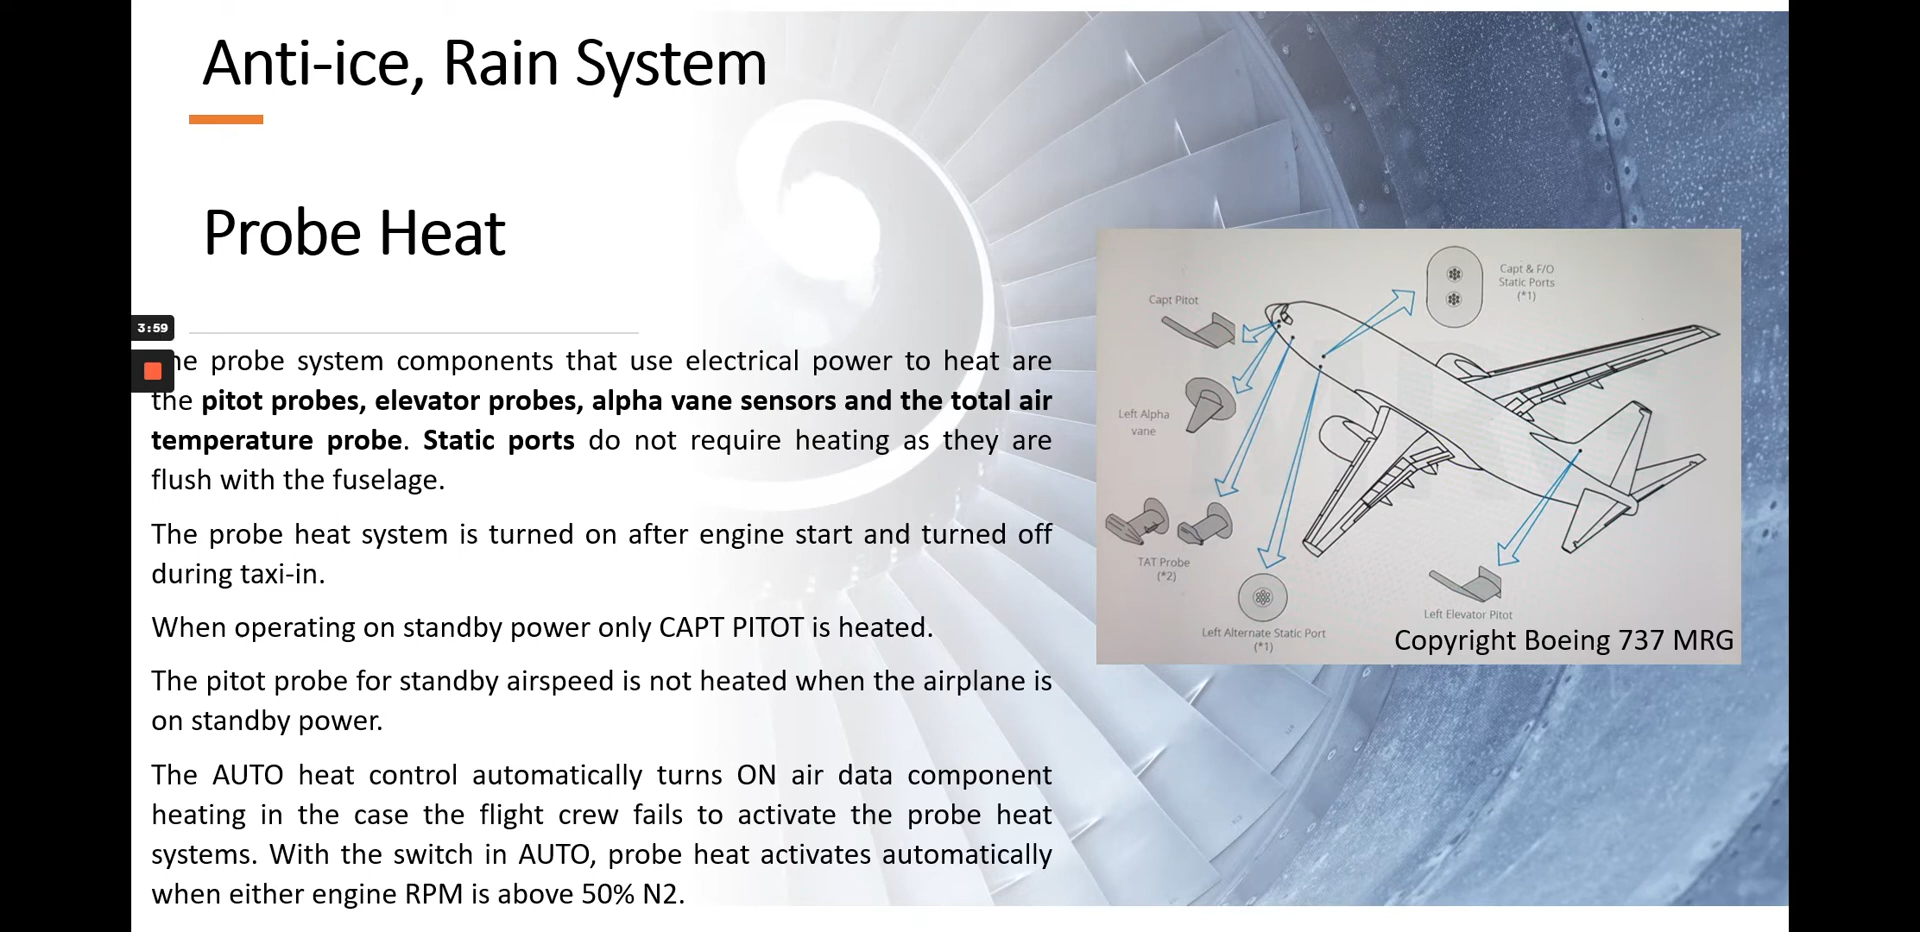 Anti-ice, Rain System
Probe Heat
3:59
he probe system components that use electrical power to heat are
the pitot probes, elevator probes, alpha vane sensors and the total air
temperature probe. Static ports do not require heating as they are
flush with the fuselage.
The probe heat system is turned on after engine start and turned off
during taxi-in.
When operating on standby power only CAPT PITOT is heated.
The pitot probe for standby airspeed is not heated when the airplane is
on standby power.
The AUTO heat control automatically turns ON air data component
heating in the case the flight crew fails to activate the probe heat
systems. With the switch in AUTO, probe heat activates automatically
when either engine RPM is above 50% N2.
Capt & F/O
Static Ports
(*1)
Capt Pitot
Left Alpha
vane
TAT Probe
(*2)
Left Alternate Static Port
(*1)
Left Elevator Pitot
Copyright Boeing 737 MRG